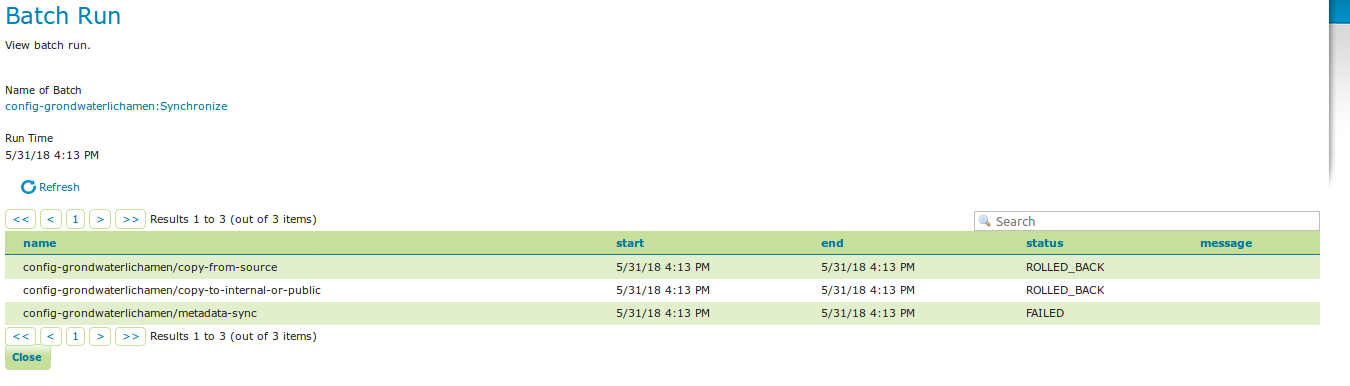 Batch Run
View batch run.
Name of Batch
config-grondwaterlichamen:Synchronize
Run Time
5/31/18 4:13 PM
Refresh
<< < 1 > >> Results 1 to 3 (out of 3 items) Search
name start end status message
config-grondwaterlichamen/copy-from-source 5/31/18 4:13 PM 5/31/18 4:13 PM ROLLED_BACK
config-grondwaterlichamen/copy-to-internal-or-public 5/31/18 4:13 PM 5/31/18 4:13 PM ROLLED_BACK
config-grondwaterlichamen/metadata-sync 5/31/18 4:13 PM 5/31/18 4:13 PM FAILED
<< < 1 > >> Results 1 to 3 (out of 3 items)
Close